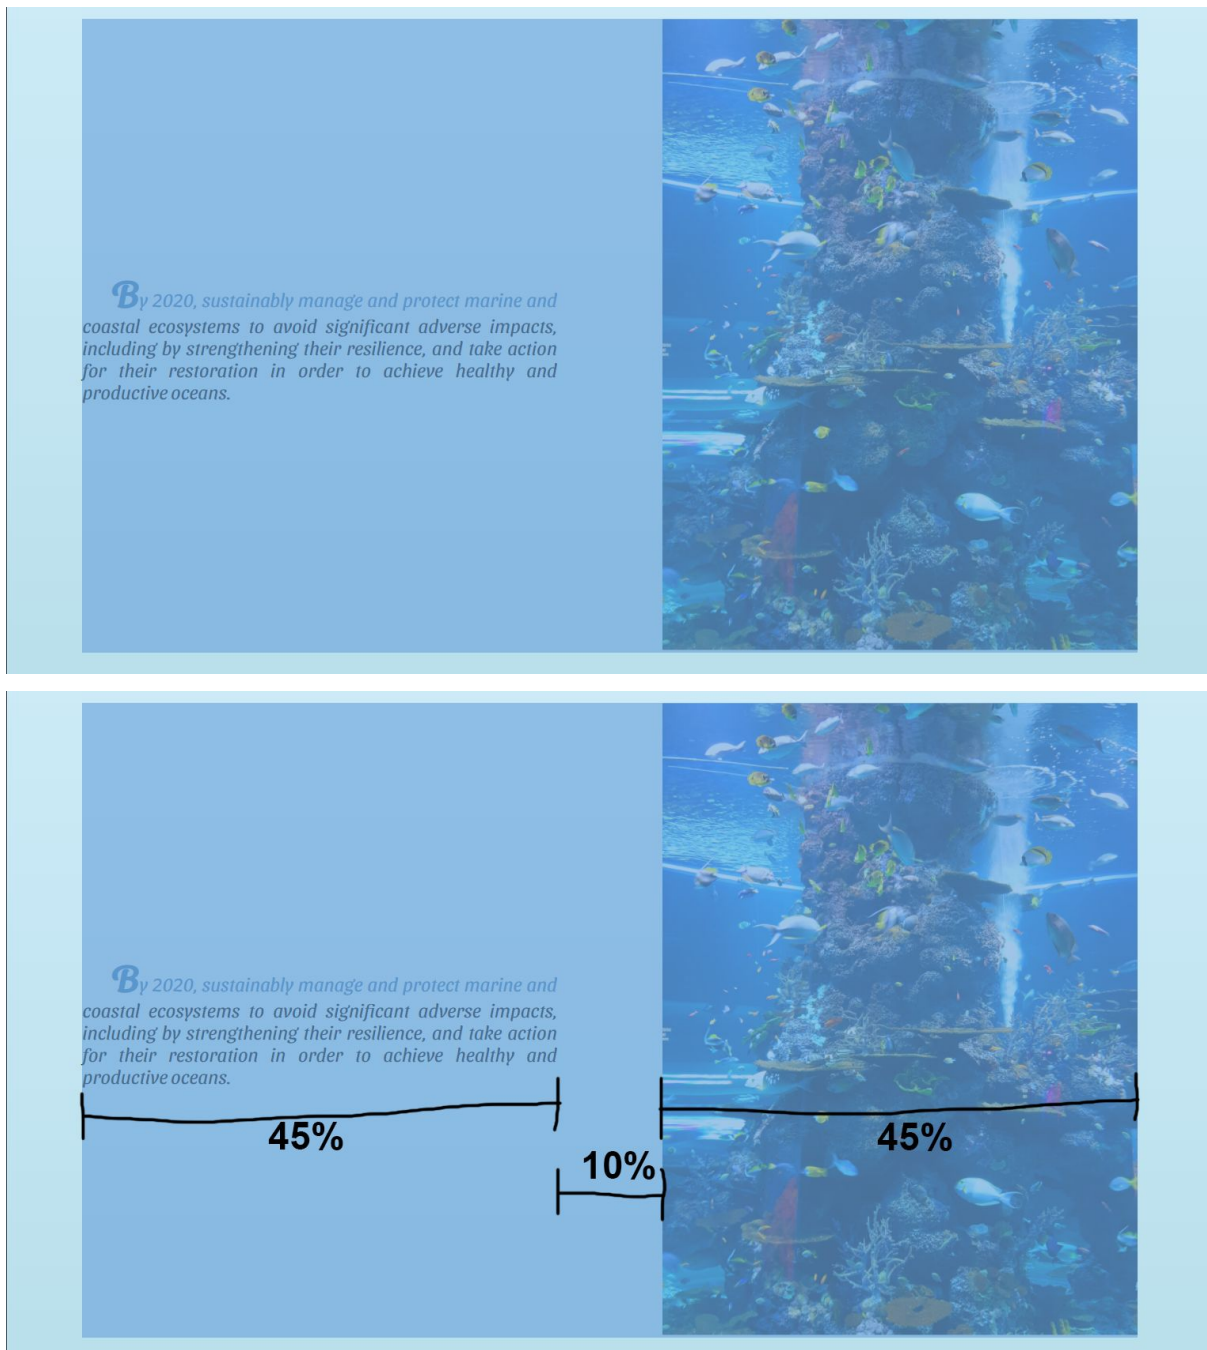 By 2020, sustainably manage and protect marine and
coastal ecosystems to avoid significant adverse impacts,
including by strengthening their resilience, and take action
for their restoration in order to achieve healthy and
productive oceans.
By 2020, sustainably manage and protect marine and
coastal ecosystems to avoid significant adverse impacts,
including by strengthening their resilience, and take action
for their restoration in order to achieve healthy and
productive oceans.
45%
45%
10%